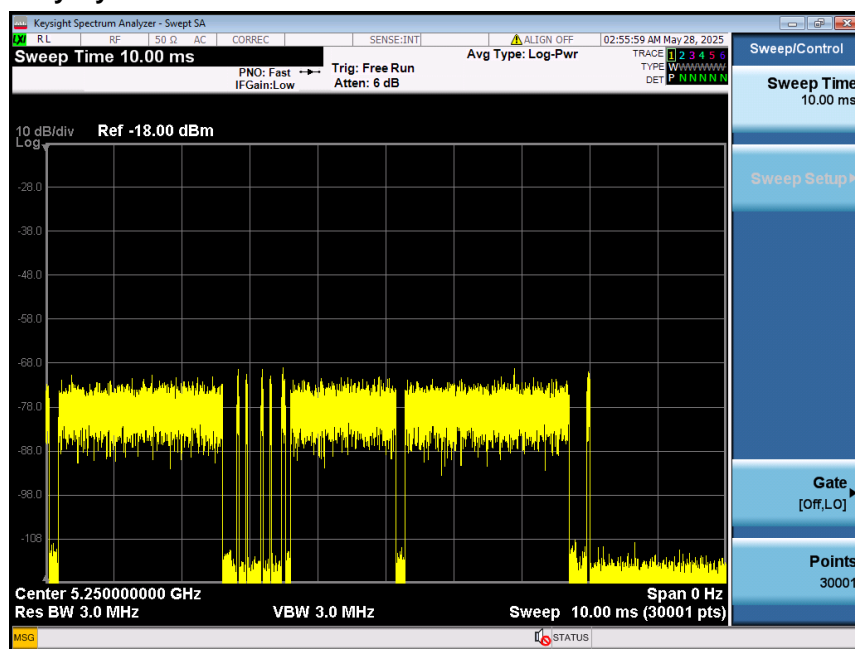 Keysight Spectrum Analyzer - Swept SA
LXI RL RF 50 Ω AC CORREC SENSE:INT ALIGN OFF 02:55:59 AM May 28, 2025
Sweep Time 10.00 ms
PNO: Fast
IFGain:Low
Trig: Free Run
Atten: 6 dB
Avg Type: Log-Pwr
TRACE 1 2 3 4 5 6
TYPE WWWWWW
DET P N N N N N
10 dB/div Ref -18.00 dBm
Log
-28.0
-38.0
-48.0
-58.0
-68.0
-78.0
-88.0
-98.0
-108
Center 5.250000000 GHz Span 0 Hz
Res BW 3.0 MHz VBW 3.0 MHz Sweep 10.00 ms (30001 pts)
MSG STATUS
Sweep/Control
Sweep Time
10.00 ms
Sweep Setup
Gate
[Off,LO]
Points
30001